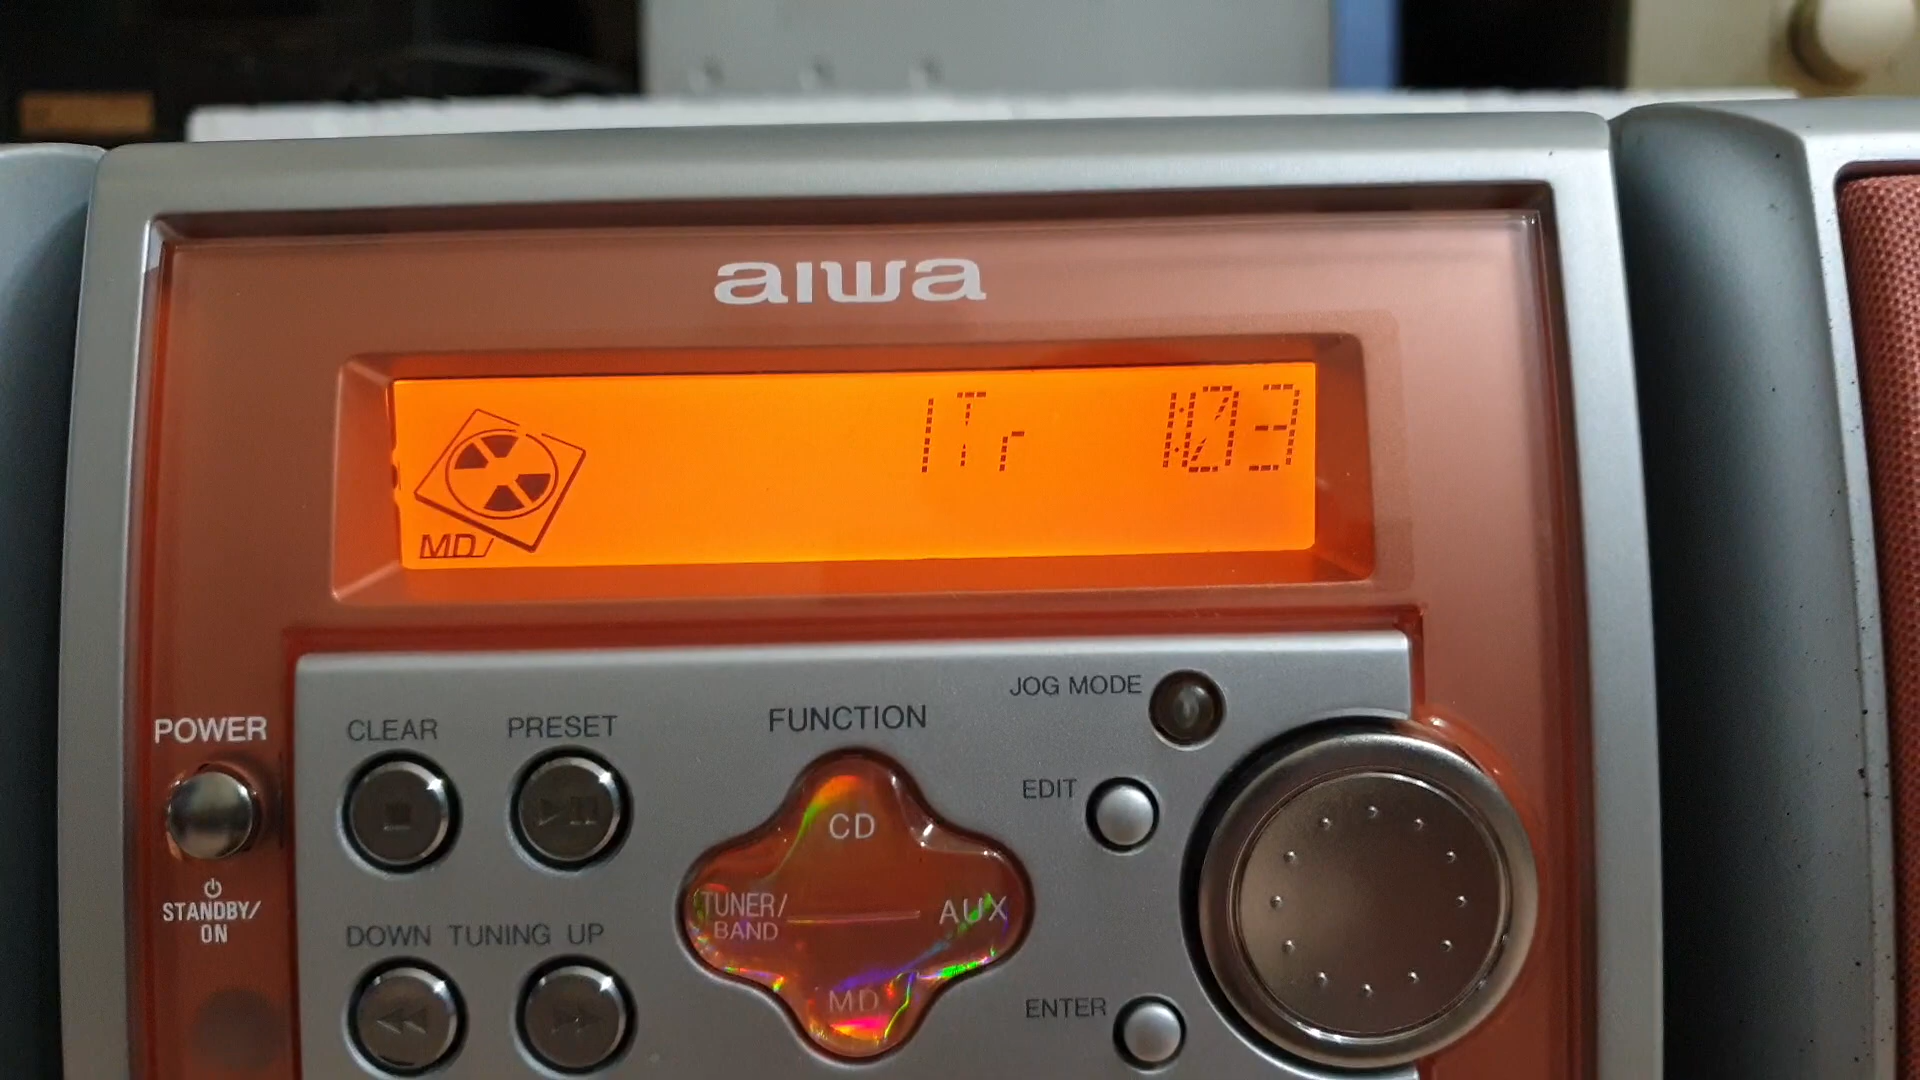 aiwa
1Tr
MD
POWER
CLEAR
PRESET
FUNCTION
JOG MODE
EDIT
CD
STANDBY/
ON
DOWN TUNING UP
TUNER/
BAND
AUX
MD
ENTER